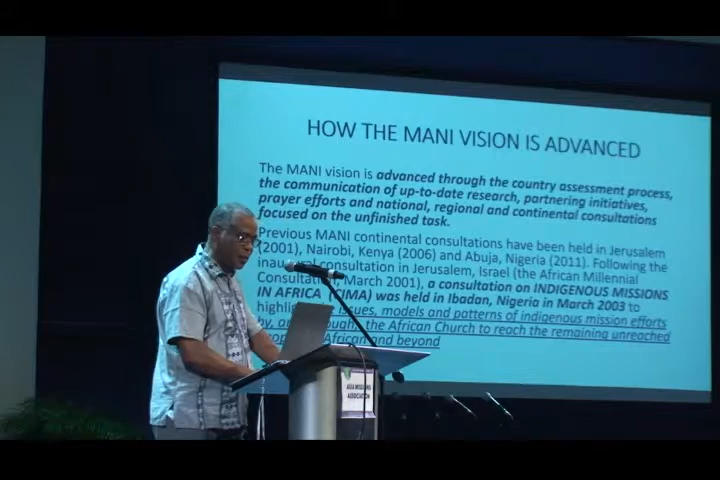 HOW THE MANI VISION IS ADVANCED
The MANI vision is advanced through the country assessment process,
the communication of up-to-date research, partnering initiatives,
prayer efforts and national, regional and continental consultations
focused on the unfinished task.
Previous MANI continental consultations have been held in Jerusalem
(2001), Nairobi, Kenya (2006) and Abuja, Nigeria (2011). Following the
inaugural consultation in Jerusalem, Israel (the African Millennial
Consultation, March 2001), a consultation on INDIGENOUS MISSIONS
IN AFRICA (CIMA) was held in Ibadan, Nigeria in March 2003 to
issues, models and patterns of indigenous mission efforts
by, through the African Church to reach the remaining unreached
African and beyond
ASIA MISSIONS
ASSOCIATION